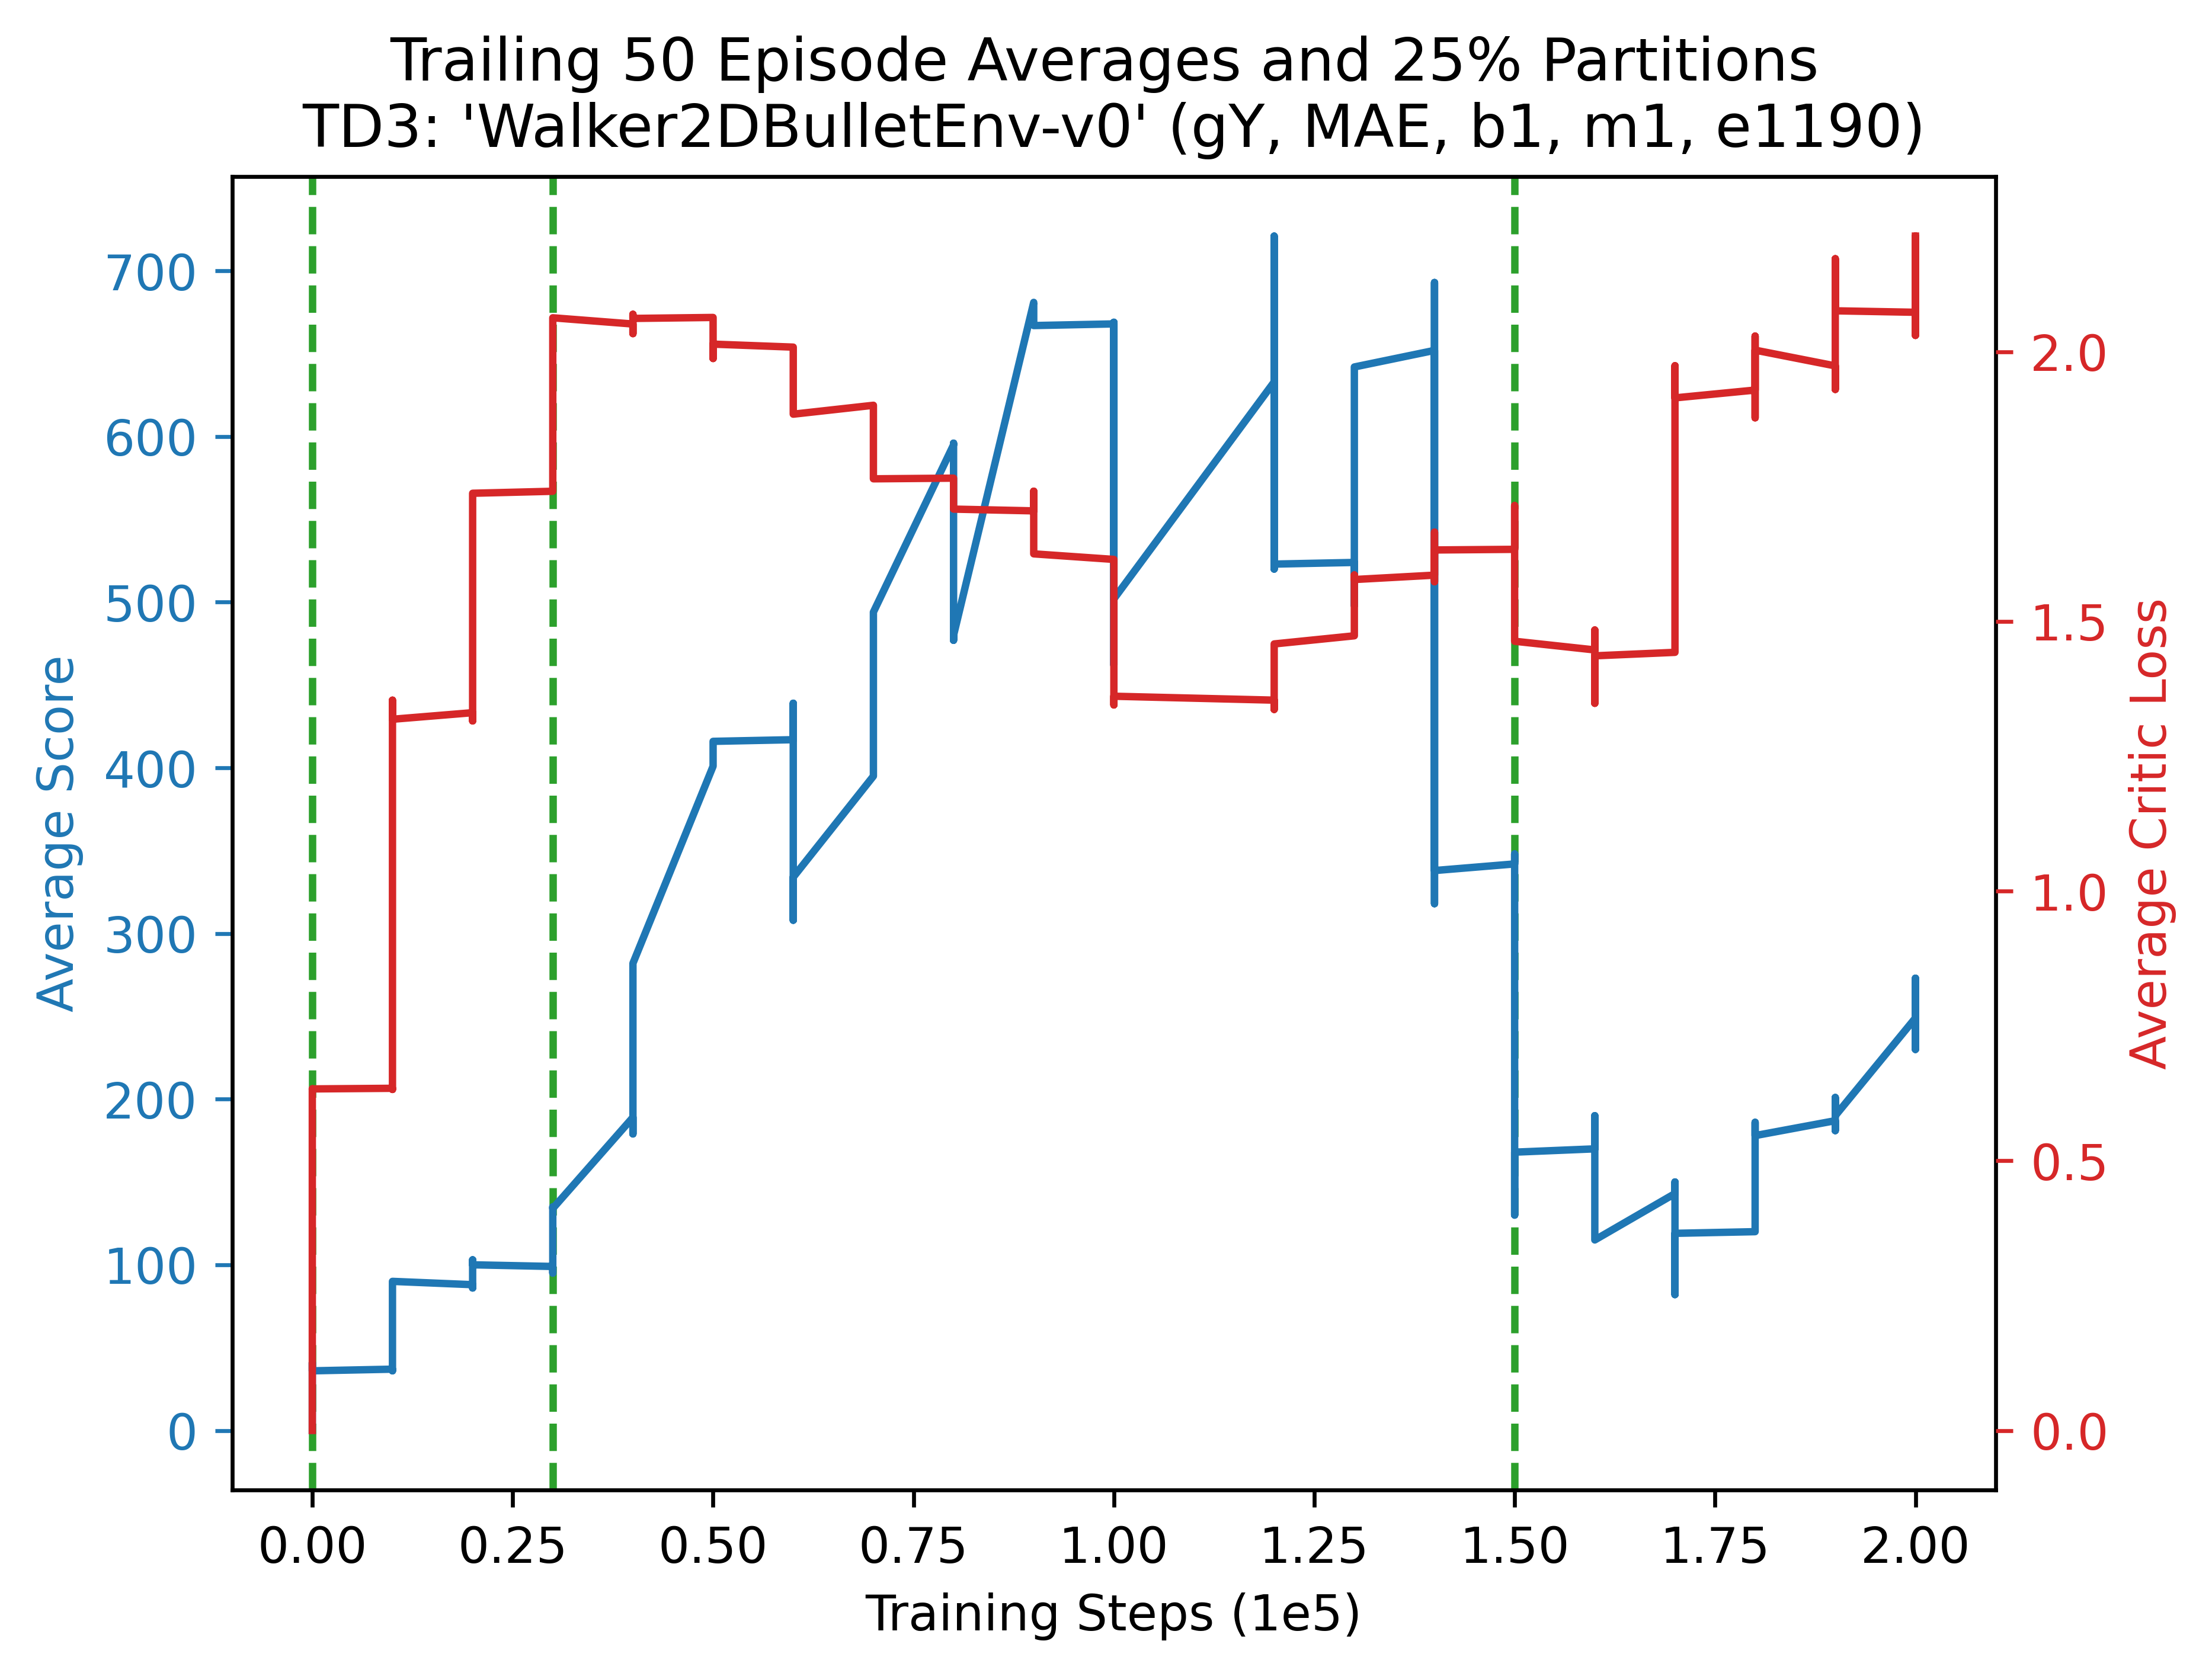 Trailing 50 Episode Averages and 25% Partitions
TD3: 'Walker2DBulletEnv-v0' (gY, MAE, b1, m1, e1190)
Average Score
700
600
500
400
300
200
100
0
2.0
1.5
1.0
0.5
0.0
Average Critic Loss
0.00 0.25 0.50 0.75 1.00 1.25 1.50 1.75 2.00
Training Steps (1e5)